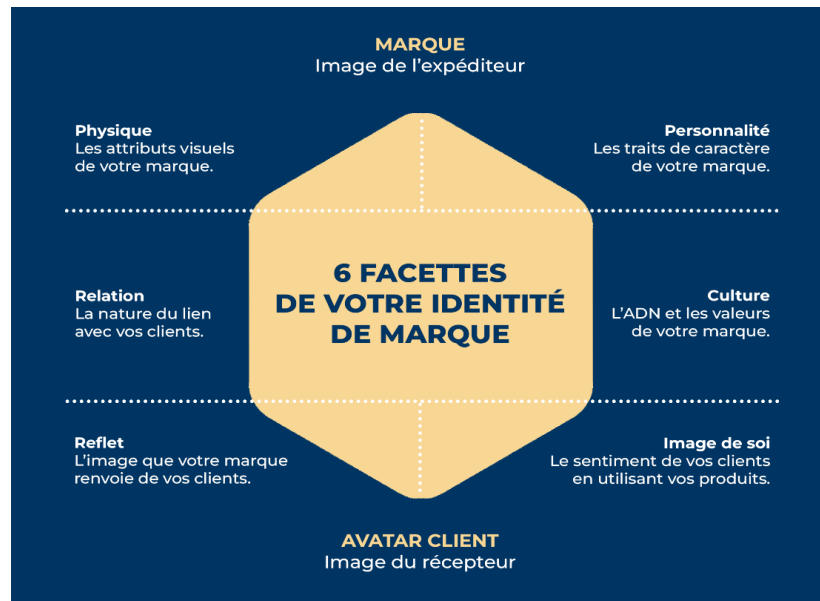 MARQUE
Image de l'expéditeur
Physique
Les attributs visuels
de votre marque.
Personnalité
Les traits de caractère
de votre marque.
6 FACETTES
DE VOTRE IDENTITÉ
DE MARQUE
Relation
La nature du lien
avec vos clients.
Culture
L'ADN et les valeurs
de votre marque.
Reflet
L'image que votre marque
renvoie de vos clients.
Image de soi
Le sentiment de vos clients
en utilisant vos produits.
AVATAR CLIENT
Image du récepteur